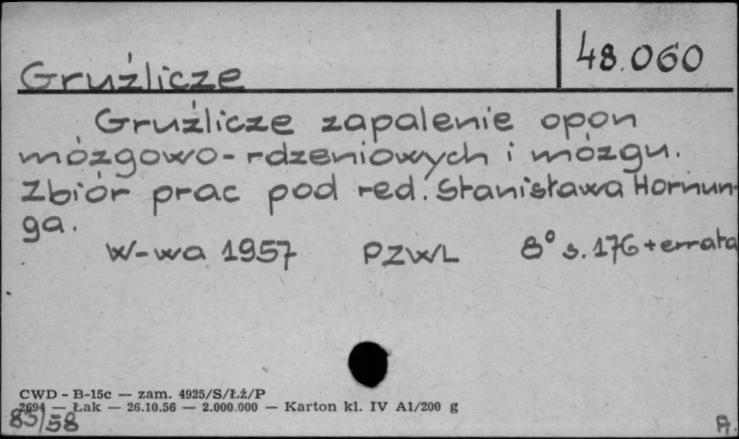 Gruźlicze
48.060
Gruźlicze zapalenie opon
mózgowo-rdzeniowych i mózgu.
Zbiór prac pod red. Stanisława Hornun-
ga.
W-wa 1957 PZWL 8° s. 176 + errata
CWD - B-15c — zam. 4925/S/Łź/P
2694 — Łak — 26.10.56 — 2.000.000 — Karton kl. IV A1/200 g
83/58
A.